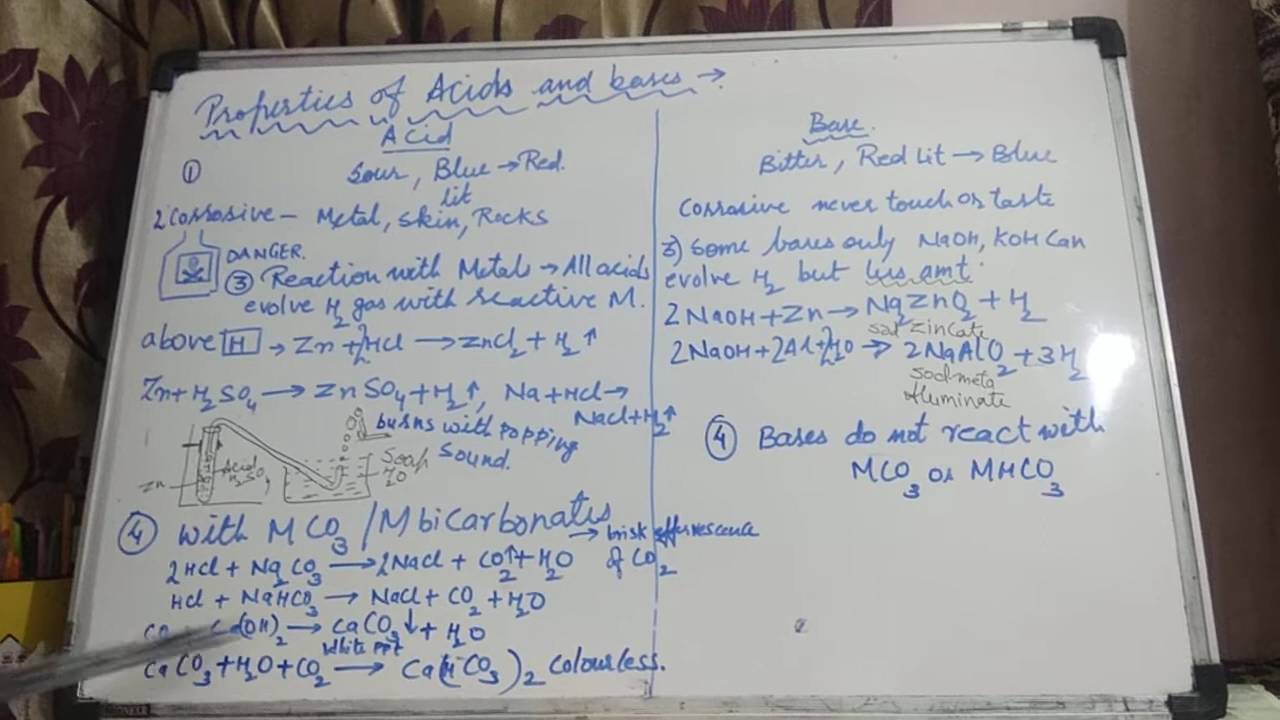 Properties of Acids and bases →
Acid
① Sour, Blue → Red.
lit
2 Corrosive – Metal, Skin, Rocks
DANGER.
③ Reaction with Metals → All acids
evolve H₂ gas with reactive M.
above H → Zn + 2HCl → ZnCl₂ + H₂ ↑
Zn + H₂SO₄ → ZnSO₄ + H₂ ↑, Na + HCl →
NaCl + H₂ ↑
burns with popping
sound.
Soap
H₂O
Acid
H₂SO₄
Zn
④ with MCO₃ / M bicarbonates
→ brisk effervescence
of CO₂
2HCl + Na₂CO₃ → 2NaCl + CO₂ ↑ + H₂O
HCl + NaHCO₃ → NaCl + CO₂ + H₂O
(OH)₂ → CaCO₃ ↓ + H₂O
White ppt
CaCO₃ + H₂O + CO₂ → Ca(HCO₃)₂ colourless.
Base.
Bitter, Red Lit → Blue
Corrosive never touch or taste
3) Some bases only NaOH, KOH Can
evolve H₂ but less amt.
2NaOH + Zn → Na₂ZnO₂ + H₂
Zincate
2NaOH + 2Al + 2H₂O → 2NaAlO₂ + 3H₂
sod. meta
Aluminate
④ Bases do not react with
MCO₃ or MHCO₃